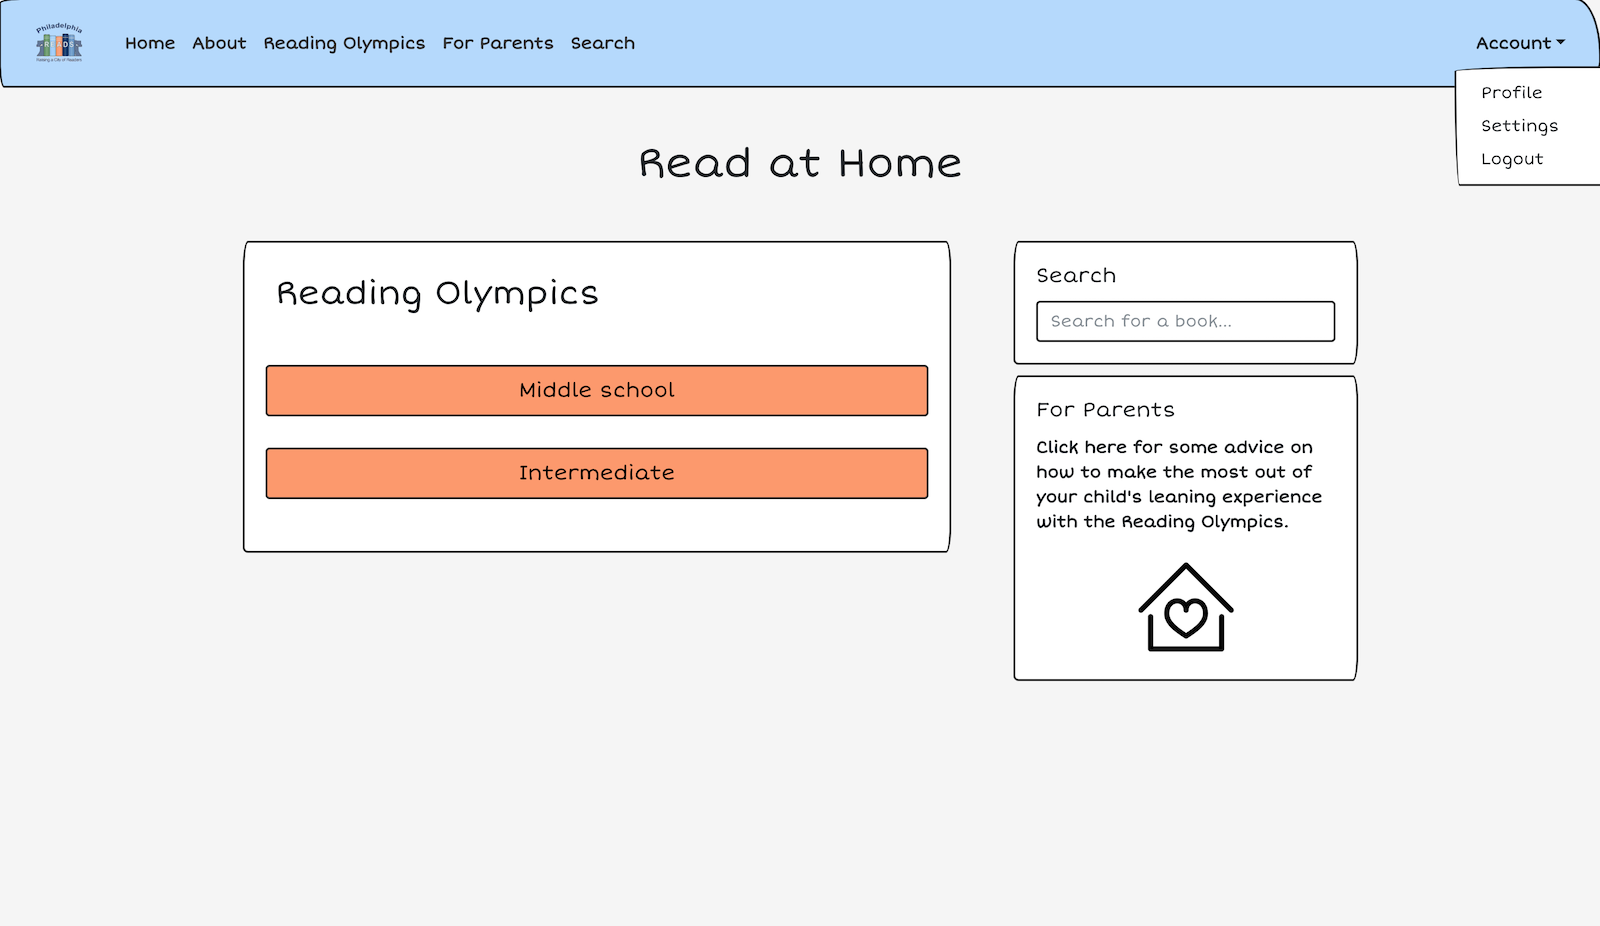 Philadelphia
READS
Raising a City of Readers
Home About Reading Olympics For Parents Search
Account
Profile
Settings
Logout
Read at Home
Reading Olympics
Middle school
Intermediate
Search
Search for a book...
For Parents
Click here for some advice on
how to make the most out of
your child's leaning experience
with the Reading Olympics.